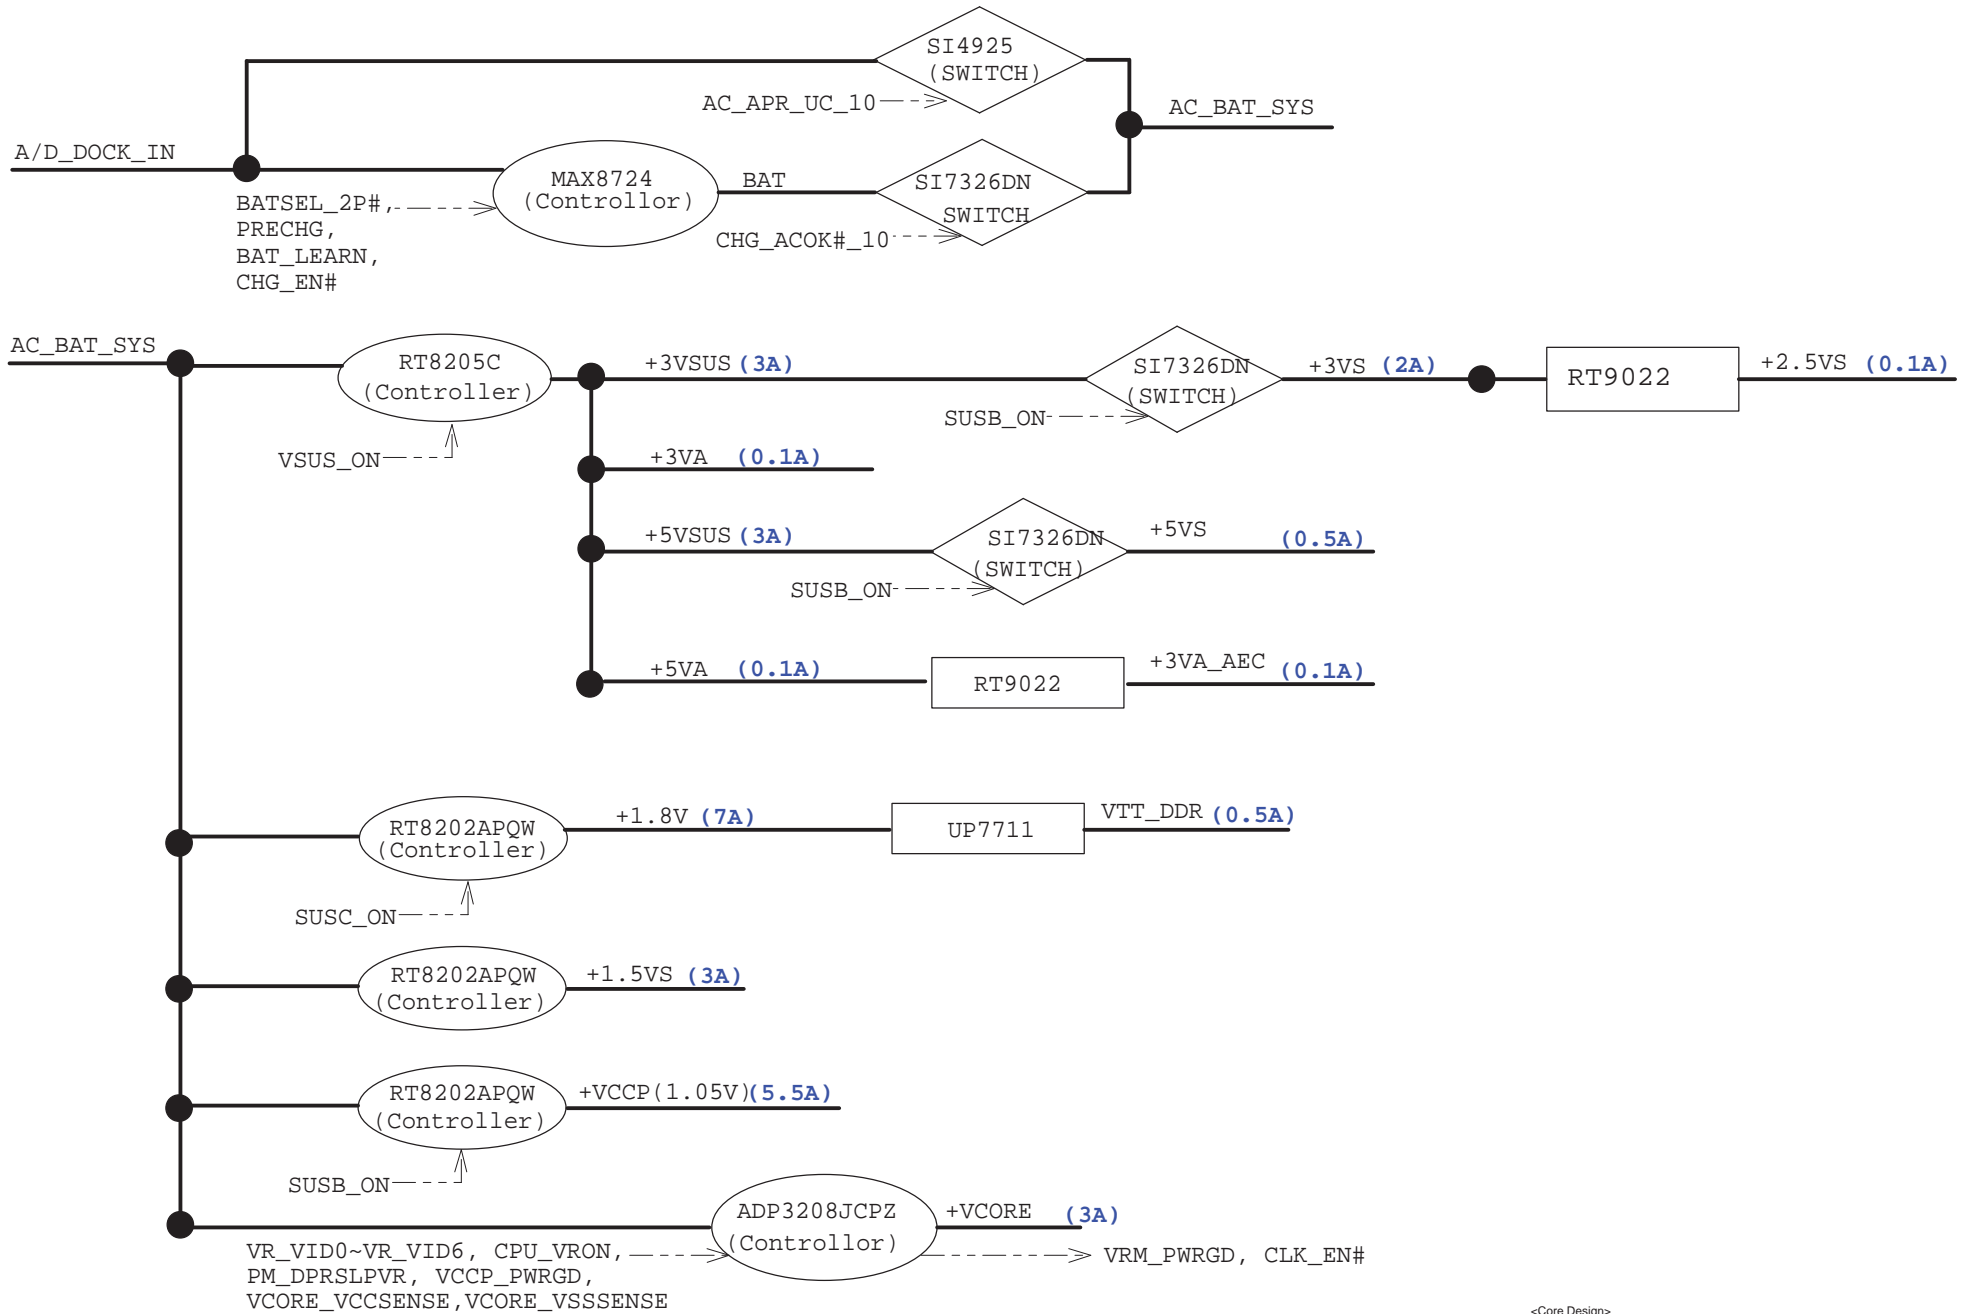 SI4925
(SWITCH)
AC_APR_UC_10
AC_BAT_SYS
A/D_DOCK_IN
MAX8724
(Controllor)
BAT
SI7326DN
SWITCH
BATSEL_2P#,
PRECHG,
BAT_LEARN,
CHG_EN#
CHG_ACOK#_10
AC_BAT_SYS
RT8205C
(Controller)
VSUS_ON
+3VSUS (3A)
SI7326DN
(SWITCH)
SUSB_ON
+3VS (2A)
RT9022
+2.5VS (0.1A)
+3VA (0.1A)
+5VSUS (3A)
SI7326DN
(SWITCH)
SUSB_ON
+5VS (0.5A)
+5VA (0.1A)
RT9022
+3VA_AEC (0.1A)
RT8202APQW
(Controller)
SUSC_ON
+1.8V (7A)
UP7711
VTT_DDR (0.5A)
RT8202APQW
(Controller)
+1.5VS (3A)
RT8202APQW
(Controller)
+VCCP(1.05V)(5.5A)
SUSB_ON
ADP3208JCPZ
(Controllor)
+VCORE (3A)
VR_VID0~VR_VID6, CPU_VRON,
PM_DPRSLPVR, VCCP_PWRGD,
VCORE_VCCSENSE,VCORE_VSSSENSE
VRM_PWRGD, CLK_EN#
<Core Design>